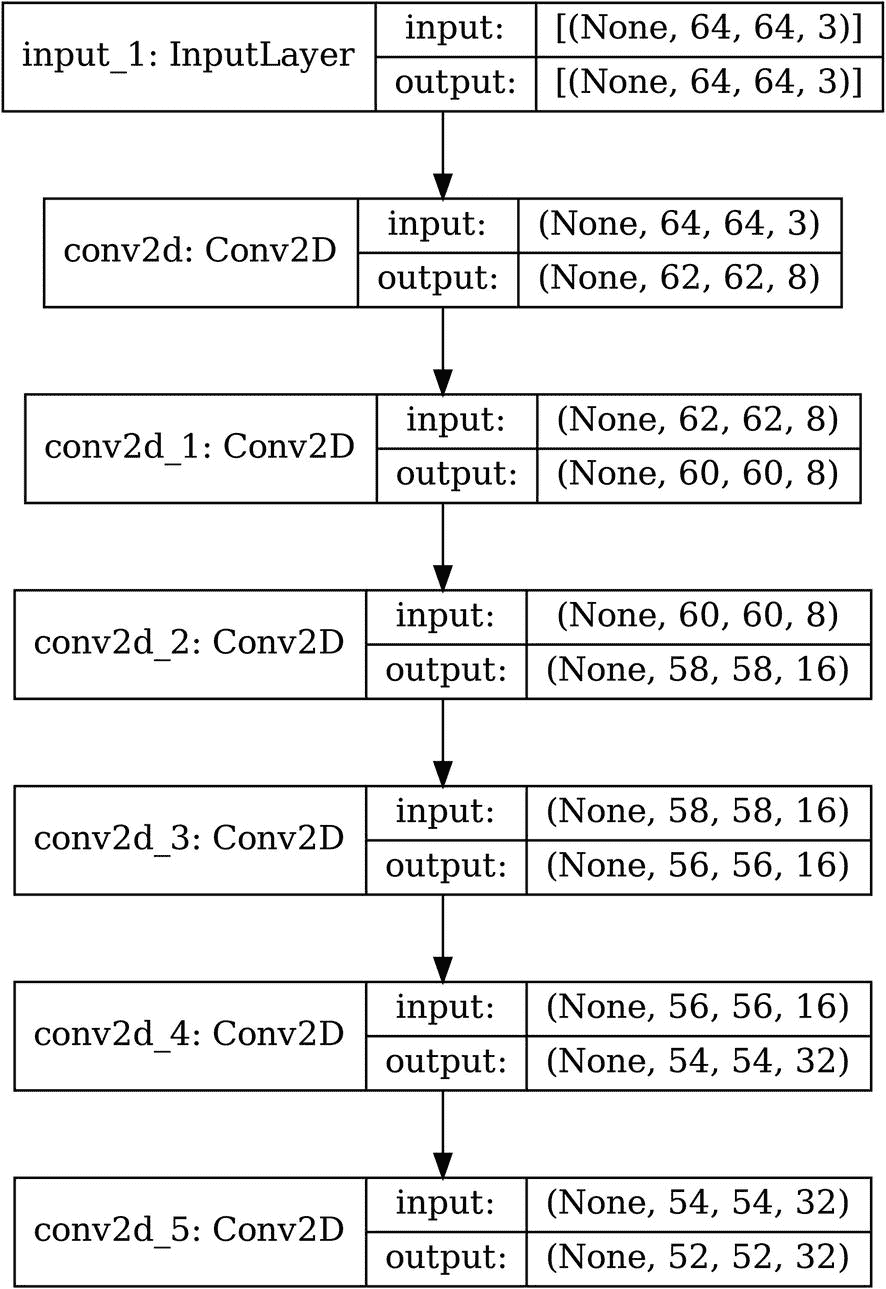 input_1: InputLayer
input: [(None, 64, 64, 3)]
output: [(None, 64, 64, 3)]
conv2d: Conv2D
input: (None, 64, 64, 3)
output: (None, 62, 62, 8)
conv2d_1: Conv2D
input: (None, 62, 62, 8)
output: (None, 60, 60, 8)
conv2d_2: Conv2D
input: (None, 60, 60, 8)
output: (None, 58, 58, 16)
conv2d_3: Conv2D
input: (None, 58, 58, 16)
output: (None, 56, 56, 16)
conv2d_4: Conv2D
input: (None, 56, 56, 16)
output: (None, 54, 54, 32)
conv2d_5: Conv2D
input: (None, 54, 54, 32)
output: (None, 52, 52, 32)